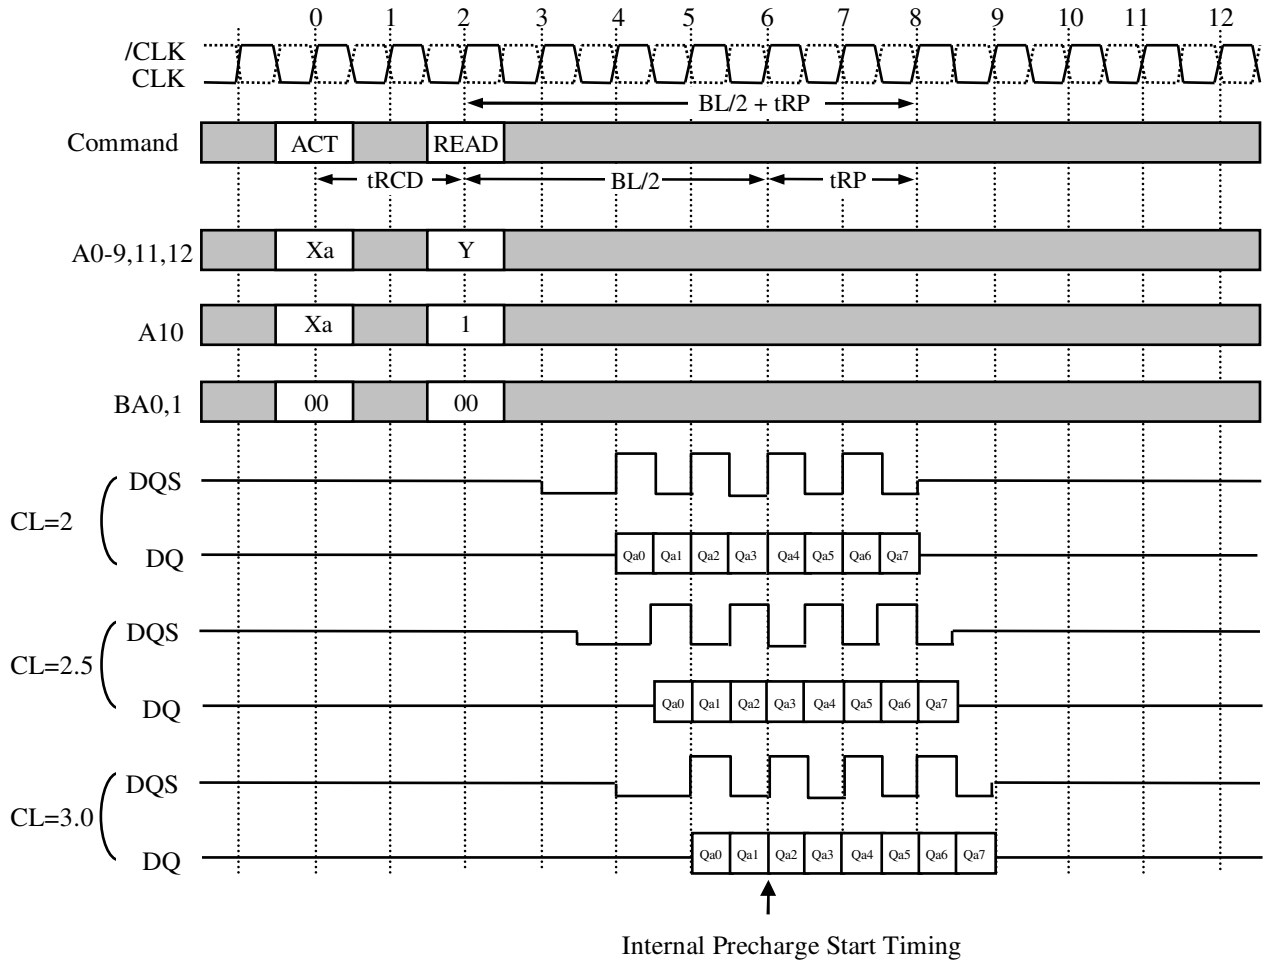 0 1 2 3 4 5 6 7 8 9 10 11 12
/CLK
CLK
BL/2 + tRP
Command ACT READ
tRCD BL/2 tRP
A0-9,11,12 Xa Y
A10 Xa 1
BA0,1 00 00
DQS
CL=2
DQ Qa0 Qa1 Qa2 Qa3 Qa4 Qa5 Qa6 Qa7
DQS
CL=2.5
DQ Qa0 Qa1 Qa2 Qa3 Qa4 Qa5 Qa6 Qa7
DQS
CL=3.0
DQ Qa0 Qa1 Qa2 Qa3 Qa4 Qa5 Qa6 Qa7
Internal Precharge Start Timing